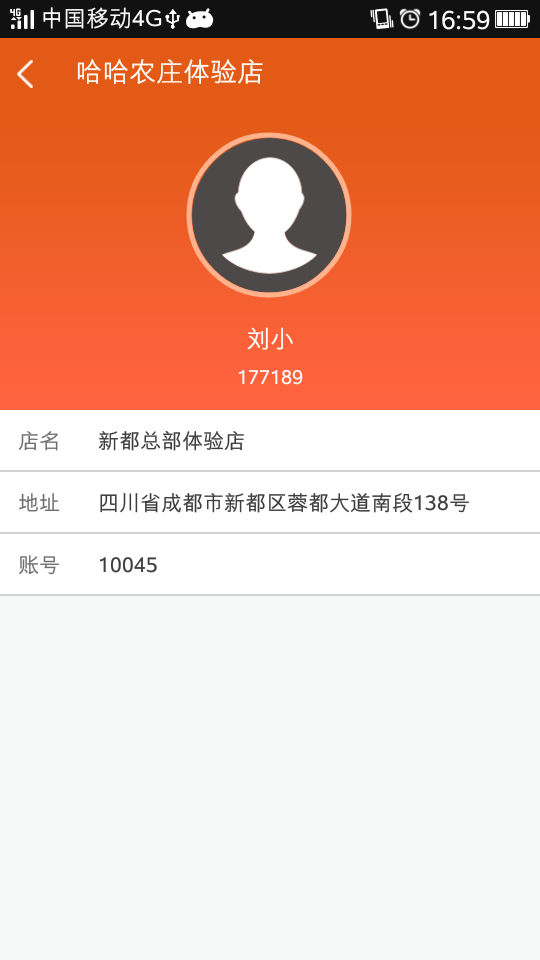 中国移动4G 16:59
哈哈农庄体验店
刘小
177189
店名 新都总部体验店
地址 四川省成都市新都区蓉都大道南段138号
账号 10045